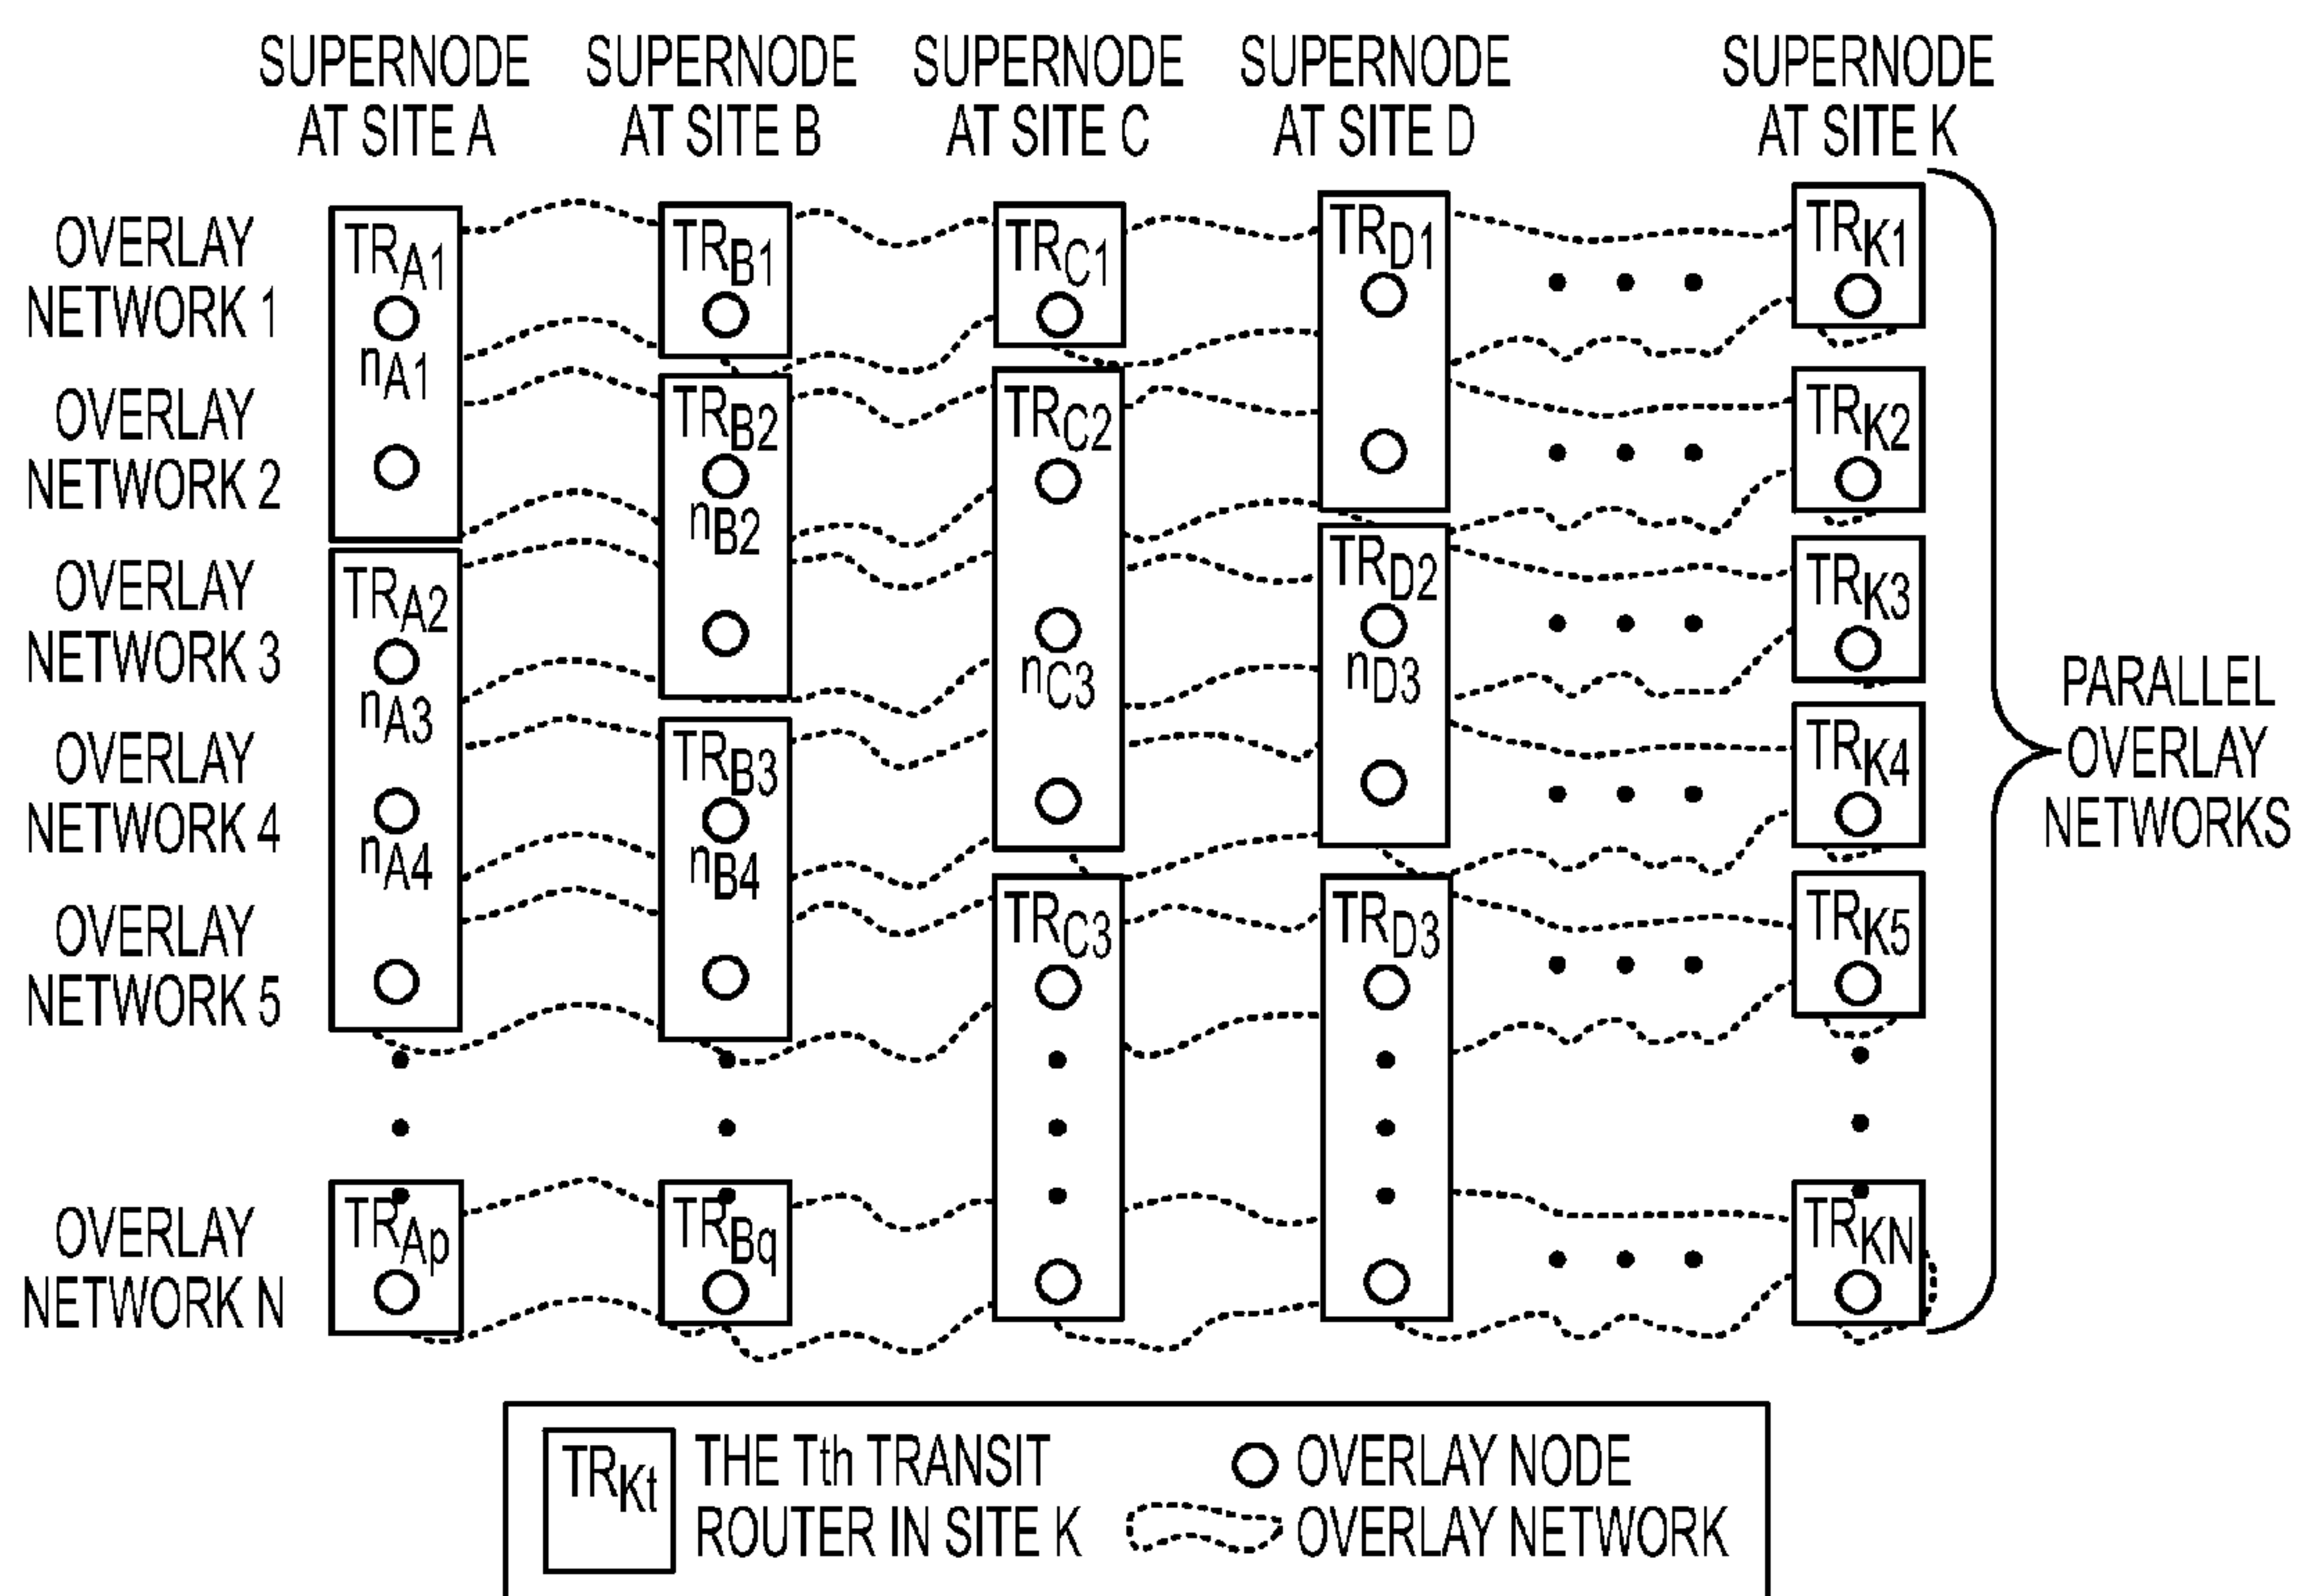 SUPERNODE
AT SITE A
SUPERNODE
AT SITE B
SUPERNODE
AT SITE C
SUPERNODE
AT SITE D
SUPERNODE
AT SITE K
OVERLAY
NETWORK 1
TRA1
nA1
TRB1
TRC1
TRD1
TRK1
OVERLAY
NETWORK 2
TRB2
nB2
TRC2
TRK2
OVERLAY
NETWORK 3
TRA2
nA3
nC3
TRD2
nD3
TRK3
OVERLAY
NETWORK 4
nA4
TRB3
nB4
TRK4
OVERLAY
NETWORK 5
TRC3
TRD3
TRK5
OVERLAY
NETWORK N
TRAp
TRBq
TRKN
PARALLEL
OVERLAY
NETWORKS
TRKt
THE Tth TRANSIT
ROUTER IN SITE K
OVERLAY NODE
OVERLAY NETWORK